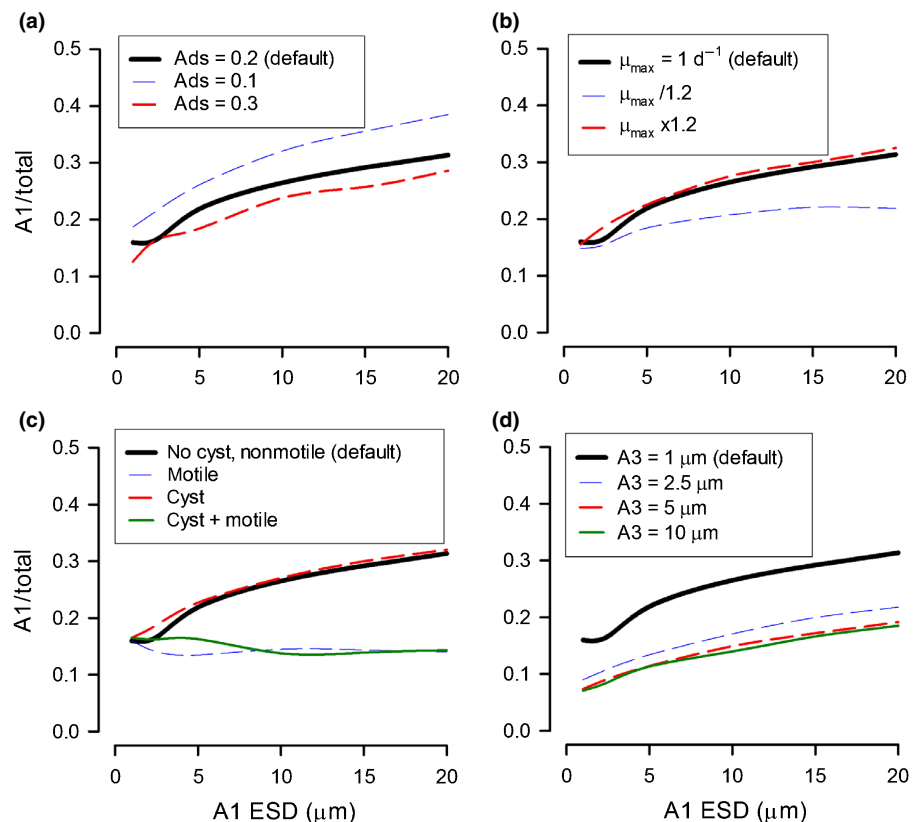 (a)
0.5
0.4
0.3
0.2
0.1
0.0
A1/total
Ads = 0.2 (default)
Ads = 0.1
Ads = 0.3
0 5 10 15 20
(b)
0.5
0.4
0.3
0.2
0.1
0.0
μmax = 1 d⁻¹ (default)
μmax /1.2
μmax x1.2
0 5 10 15 20
(c)
0.5
0.4
0.3
0.2
0.1
0.0
A1/total
No cyst, nonmotile (default)
Motile
Cyst
Cyst + motile
0 5 10 15 20
A1 ESD (μm)
(d)
0.5
0.4
0.3
0.2
0.1
0.0
A3 = 1 μm (default)
A3 = 2.5 μm
A3 = 5 μm
A3 = 10 μm
0 5 10 15 20
A1 ESD (μm)